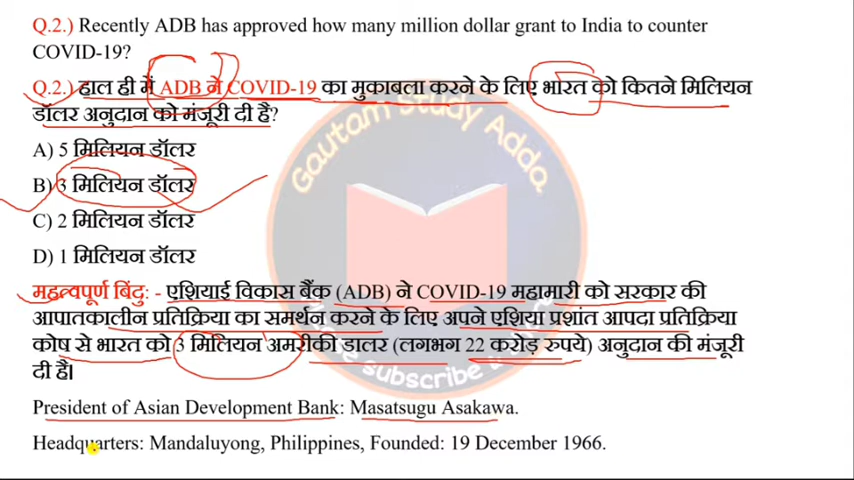 Q.2.) Recently ADB has approved how many million dollar grant to India to counter
COVID-19?
Q.2.) हाल ही में ADB ने COVID-19 का मुकाबला करने के लिए भारत को कितने मिलियन
डॉलर अनुदान को मंजूरी दी है?
A) 5 मिलियन डॉलर
B) 3 मिलियन डॉलर
C) 2 मिलियन डॉलर
D) 1 मिलियन डॉलर
महत्वपूर्ण बिंदु: - एशियाई विकास बैंक (ADB) ने COVID-19 महामारी को सरकार की
आपातकालीन प्रतिक्रिया का समर्थन करने के लिए अपने एशिया प्रशांत आपदा प्रतिक्रिया
कोष से भारत को 3 मिलियन अमरीकी डालर (लगभग 22 करोड़ रुपये) अनुदान की मंजूरी
दी है।
President of Asian Development Bank: Masatsugu Asakawa.
Headquarters: Mandaluyong, Philippines, Founded: 19 December 1966.
Gautam Study Adda
subscribe